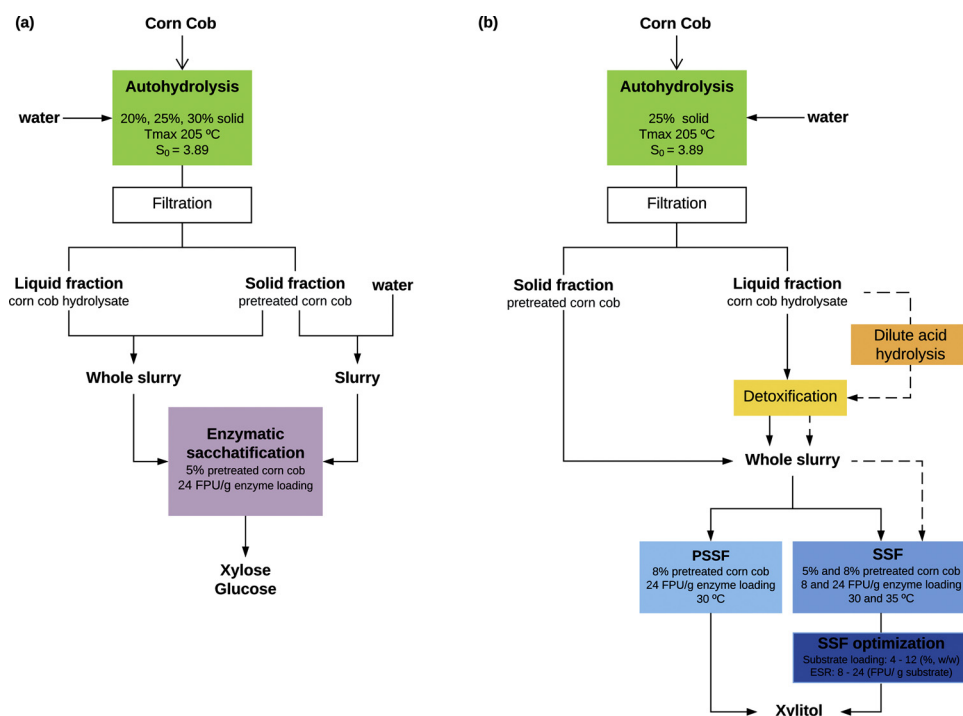 (a)
Corn Cob
Autohydrolysis
20%, 25%, 30% solid
Tmax 205 ºC
S₀ = 3.89
water
Filtration
Liquid fraction
corn cob hydrolysate
Solid fraction
pretreated corn cob
water
Whole slurry
Slurry
Enzymatic
sacchatification
5% pretreated corn cob
24 FPU/g enzyme loading
Xylose
Glucose
(b)
Corn Cob
Autohydrolysis
25% solid
Tmax 205 ºC
S₀ = 3.89
water
Filtration
Solid fraction
pretreated corn cob
Liquid fraction
corn cob hydrolysate
Dilute acid
hydrolysis
Detoxification
Whole slurry
PSSF
8% pretreated corn cob
24 FPU/g enzyme loading
30 ºC
SSF
5% and 8% pretreated corn cob
8 and 24 FPU/g enzyme loading
30 and 35 ºC
SSF optimization
Substrate loading: 4 - 12 (%, w/w)
ESR: 8 - 24 (FPU/ g substrate)
Xylitol